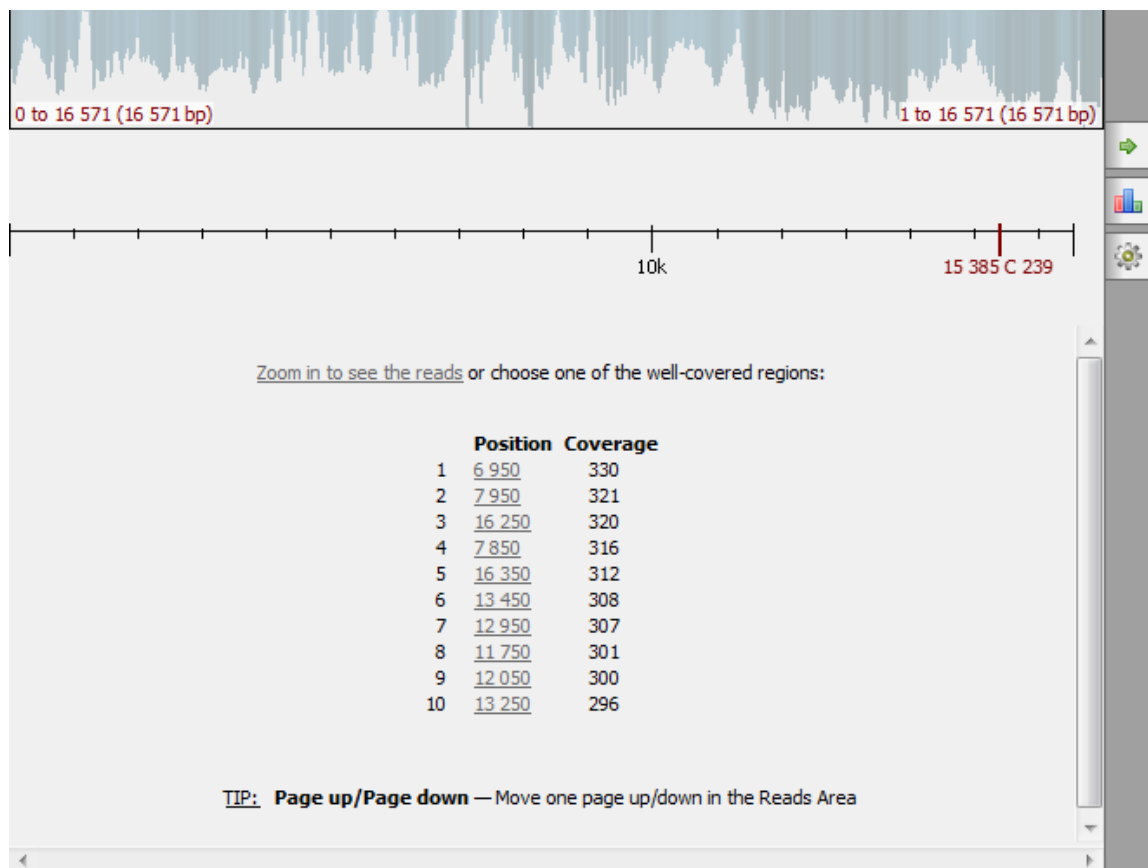 0 to 16 571 (16 571 bp) 1 to 16 571 (16 571 bp)
10k 15 385 C 239
Zoom in to see the reads or choose one of the well-covered regions:
Position Coverage
1 6 950 330
2 7 950 321
3 16 250 320
4 7 850 316
5 16 350 312
6 13 450 308
7 12 950 307
8 11 750 301
9 12 050 300
10 13 250 296
TIP: Page up/Page down — Move one page up/down in the Reads Area